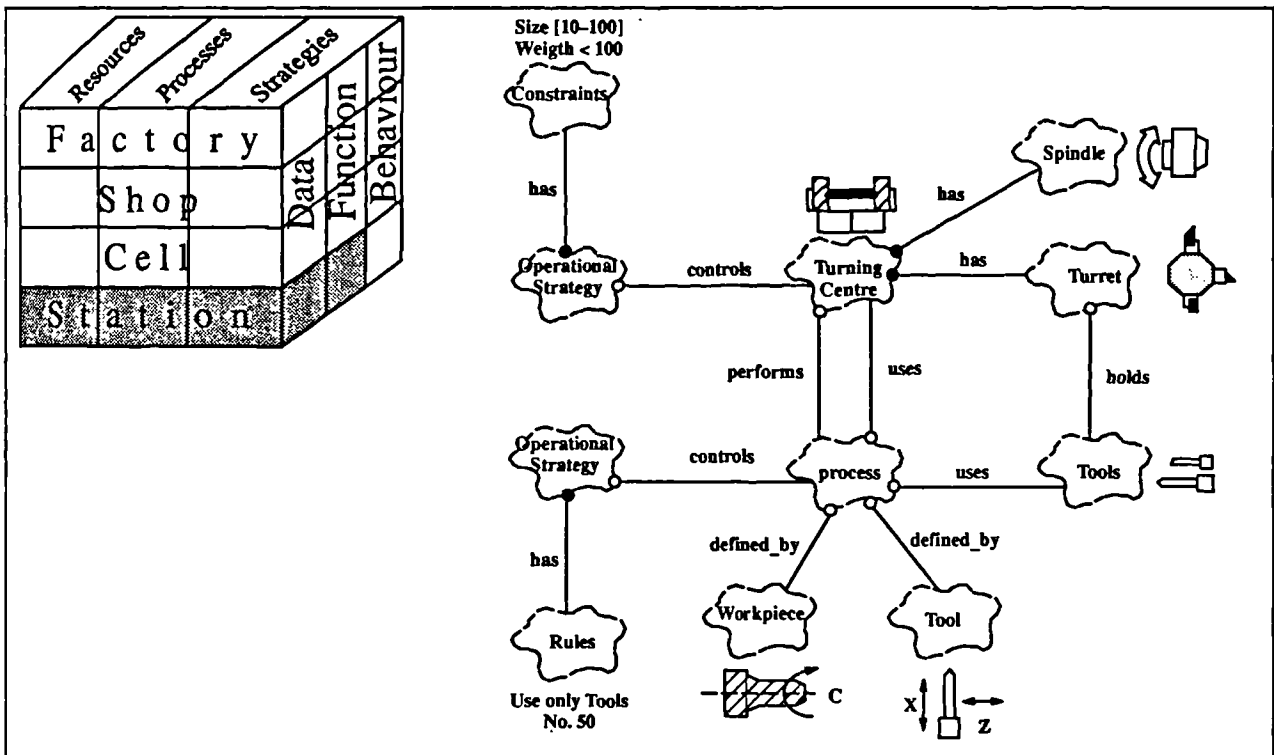 Resources
Processes
Strategies
Factory
Shop
Cell
Station
Data
Function
Behaviour
Size [10–100]
Weigth < 100
Constraints
has
Operational
Strategy
controls
Turning
Centre
has
Spindle
has
Turret
performs
uses
holds
Operational
Strategy
controls
process
uses
Tools
has
defined_by
defined_by
Rules
Workpiece
Tool
Use only Tools
No. 50
C
X
Z